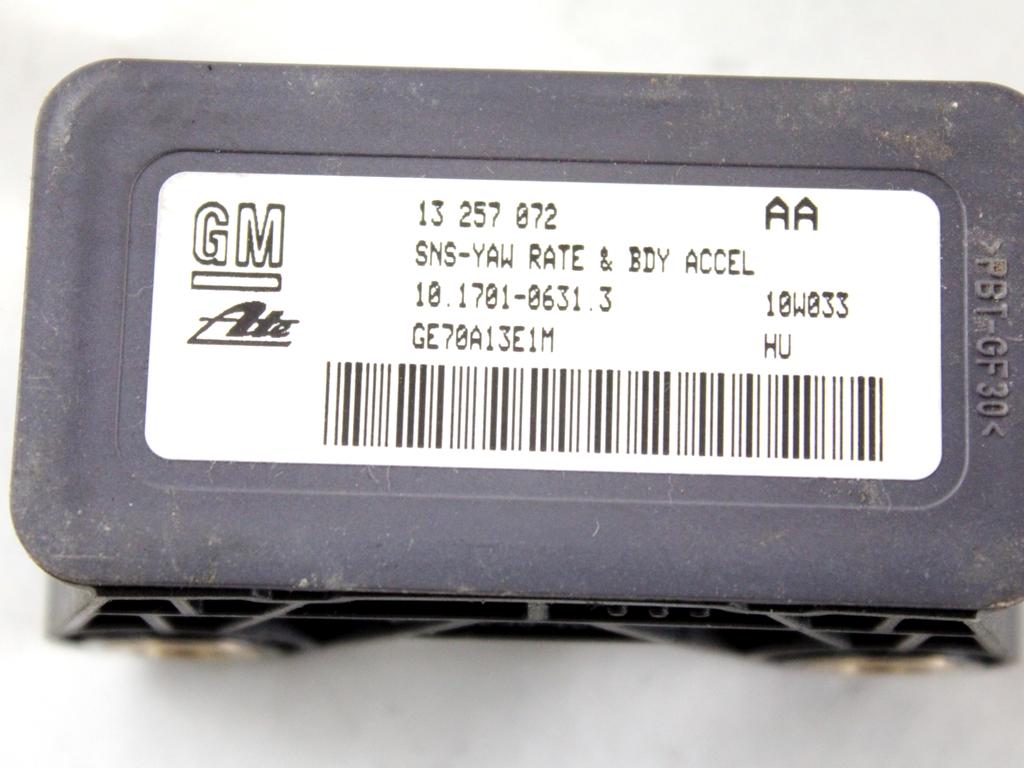 GM
Ate
13 257 072 AA
SNS-YAW RATE & BDY ACCEL
10.1701-0631.3 10W033
GE70A13E1M HU
>PBT-GF30<